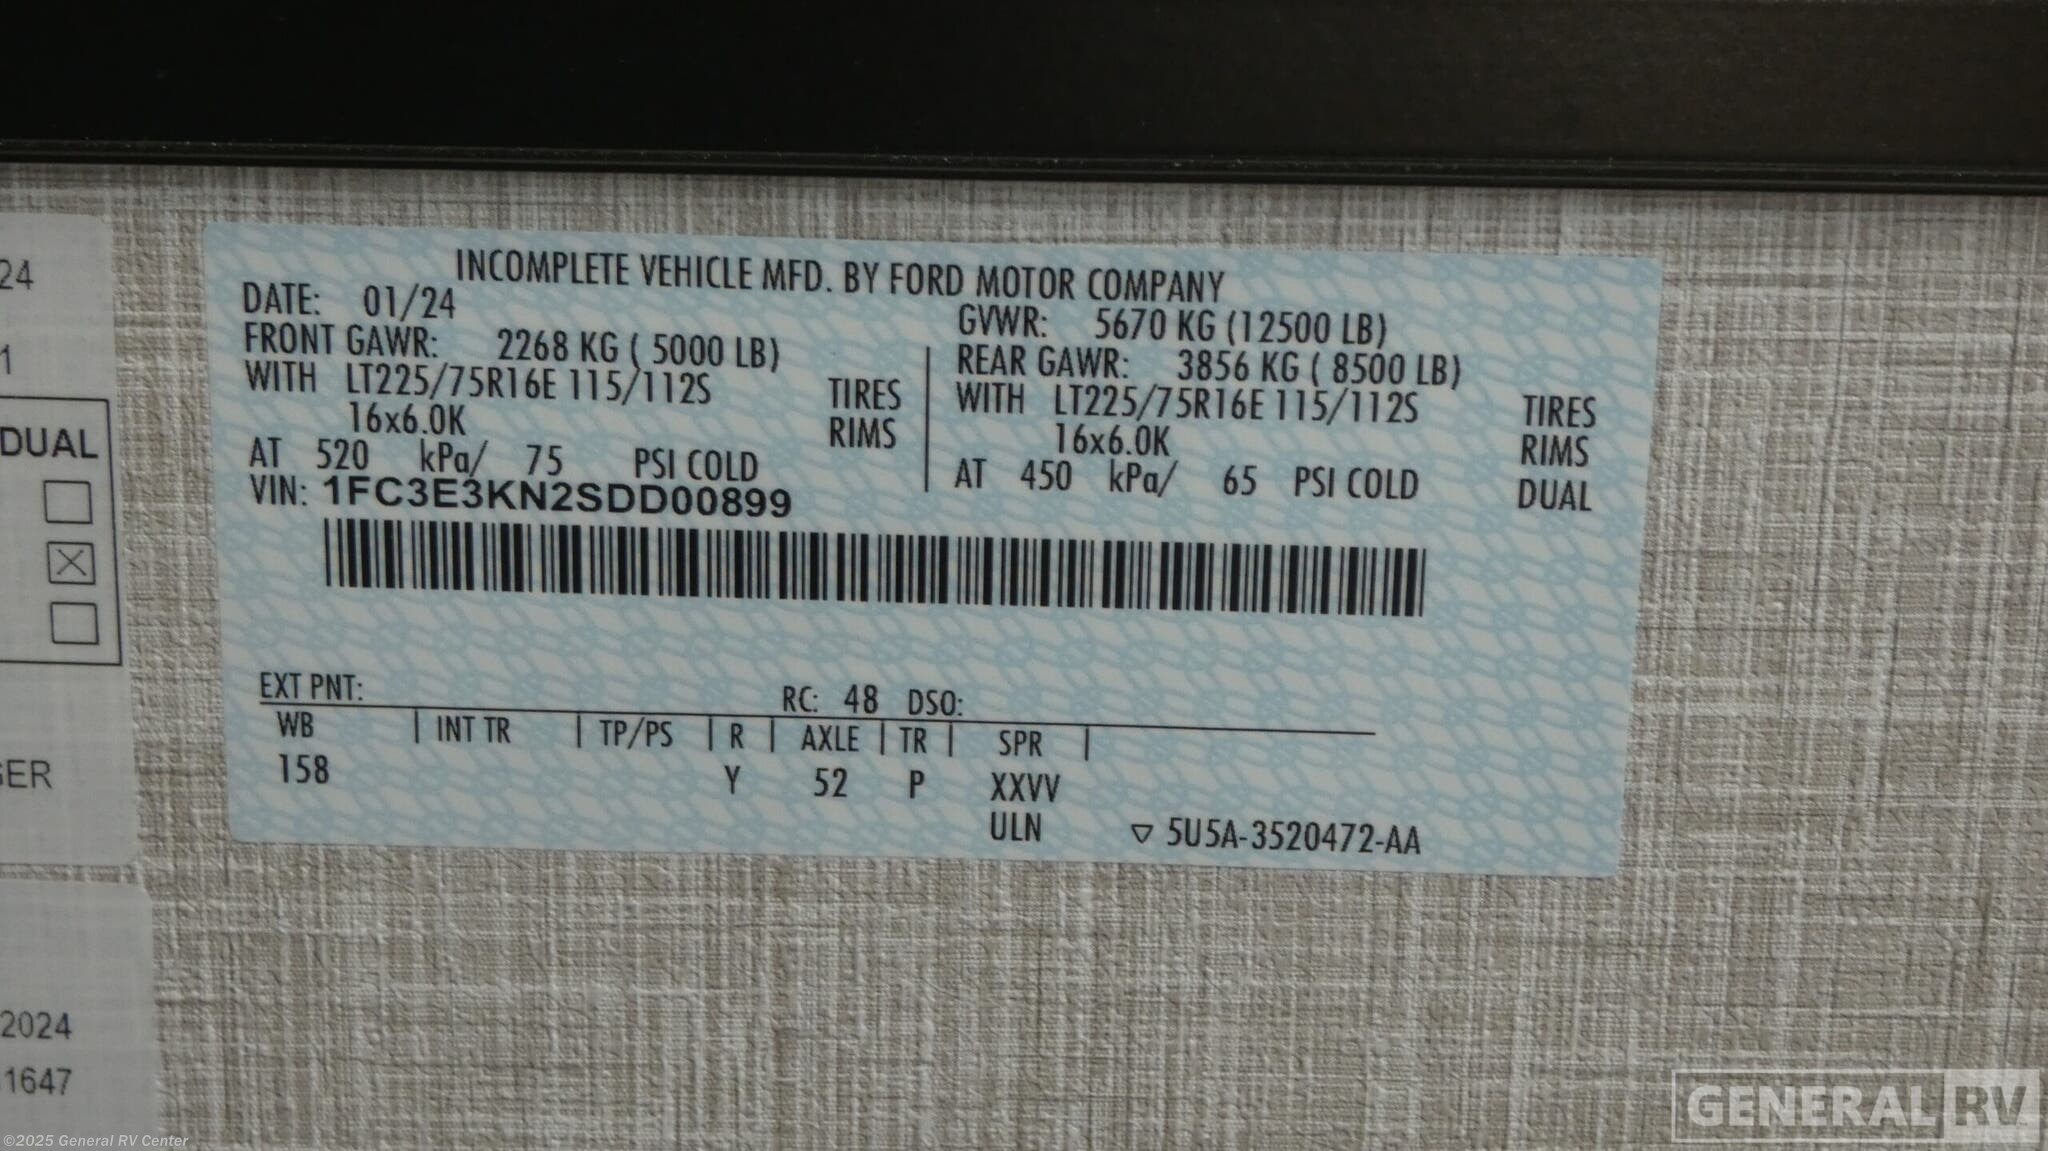 INCOMPLETE VEHICLE MFD. BY FORD MOTOR COMPANY
DATE: 01/24
GVWR: 5670 KG (12500 LB)
FRONT GAWR: 2268 KG ( 5000 LB)
REAR GAWR: 3856 KG ( 8500 LB)
WITH LT225/75R16E 115/112S TIRES
WITH LT225/75R16E 115/112S TIRES
16x6.0K RIMS
16x6.0K RIMS
AT 520 kPa/ 75 PSI COLD
AT 450 kPa/ 65 PSI COLD DUAL
VIN: 1FC3E3KN2SDD00899
EXT PNT: RC: 48 DSO:
WB | INT TR | TP/PS | R | AXLE | TR | SPR |
158 Y 52 P XXVV
ULN ▽ 5U5A-3520472-AA
24
1
DUAL
GER
2024
1647
GENERAL RV
©2025 General RV Center